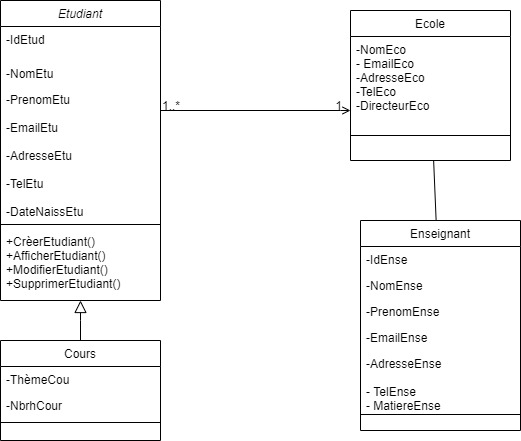 Etudiant
-IdEtud
-NomEtu
-PrenomEtu
-EmailEtu
-AdresseEtu
-TelEtu
-DateNaissEtu
+CrèerEtudiant()
+AfficherEtudiant()
+ModifierEtudiant()
+SupprimerEtudiant()
1..*
1
Ecole
-NomEco
- EmailEco
-AdresseEco
-TelEco
-DirecteurEco
Enseignant
-IdEnse
-NomEnse
-PrenomEnse
-EmailEnse
-AdresseEnse
- TelEnse
- MatiereEnse
Cours
-ThèmeCou
-NbrhCour